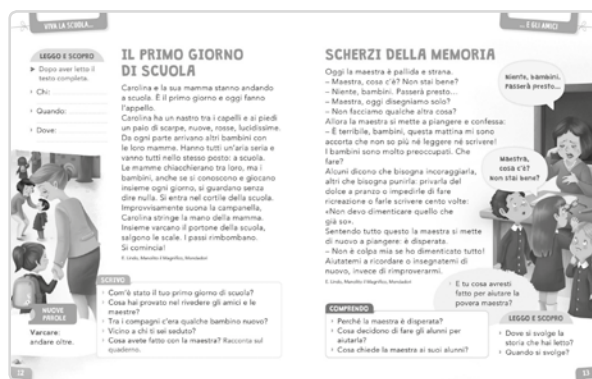 VIVA LA SCUOLA...
LEGGO E SCOPRO
Dopo aver letto il
testo completa.
Chi:
Quando:
Dove:
NUOVE
PAROLE
Varcare:
andare oltre.
12
IL PRIMO GIORNO
DI SCUOLA
Carolina e la sua mamma stanno andando
a scuola. È il primo giorno e oggi fanno
l'appello.
Carolina ha un nastro tra i capelli e ai piedi
un paio di scarpe, nuove, rosse, lucidissime.
Da ogni parte arrivano altri bambini con
le loro mamme. Hanno tutti un'aria seria e
vanno tutti nello stesso posto: a scuola.
Le mamme chiacchierano tra loro, ma i
bambini, anche se si conoscono e giocano
insieme ogni giorno, si guardano senza
dire nulla. Si entra nel cortile della scuola.
Improvvisamente suona la campanella,
Carolina stringe la mano della mamma.
Insieme varcano il portone della scuola,
salgono le scale. I passi rimbombano.
Si comincia!
E. Lindo, Manolito il Magnifico, Mondadori
SCRIVO
Com'è stato il tuo primo giorno di scuola?
Cosa hai provato nel rivedere gli amici e le
maestre?
Tra i compagni c'era qualche bambino nuovo?
Vicino a chi ti sei seduto?
Cosa avete fatto con la maestra? Racconta sul
quaderno.
... E GLI AMICI
SCHERZI DELLA MEMORIA
Oggi la maestra è pallida e strana.
– Maestra, cosa c'è? Non stai bene?
– Niente, bambini. Passerà presto...
– Maestra, oggi disegniamo solo?
– Non facciamo qualche altra cosa?
Allora la maestra si mette a piangere e confessa:
– È terribile, bambini, questa mattina mi sono
accorta che non so più né leggere né scrivere!
I bambini sono molto preoccupati. Che
fare?
Alcuni dicono che bisogna incoraggiarla,
altri che bisogna punirla: privarla del
dolce a pranzo o impedirle di fare
ricreazione o farle scrivere cento volte:
«Non devo dimenticare quello che
già so».
Sentendo tutto questo la maestra si mette
di nuovo a piangere: è disperata.
– Non è colpa mia se ho dimenticato tutto!
Aiutatemi a ricordare o insegnatemi di
nuovo, invece di rimproverarmi.
E. Lindo, Manolito il Magnifico, Mondadori
COMPRENDO
Perché la maestra è disperata?
Cosa decidono di fare gli alunni per
aiutarla?
Cosa chiede la maestra ai suoi alunni?
Niente, bambini.
Passerà presto...
Maestra,
cosa c'è?
Non stai bene?
E tu cosa avresti
fatto per aiutare la
povera maestra?
LEGGO E SCOPRO
Dove si svolge la
storia che hai letto?
Quando si svolge?
13